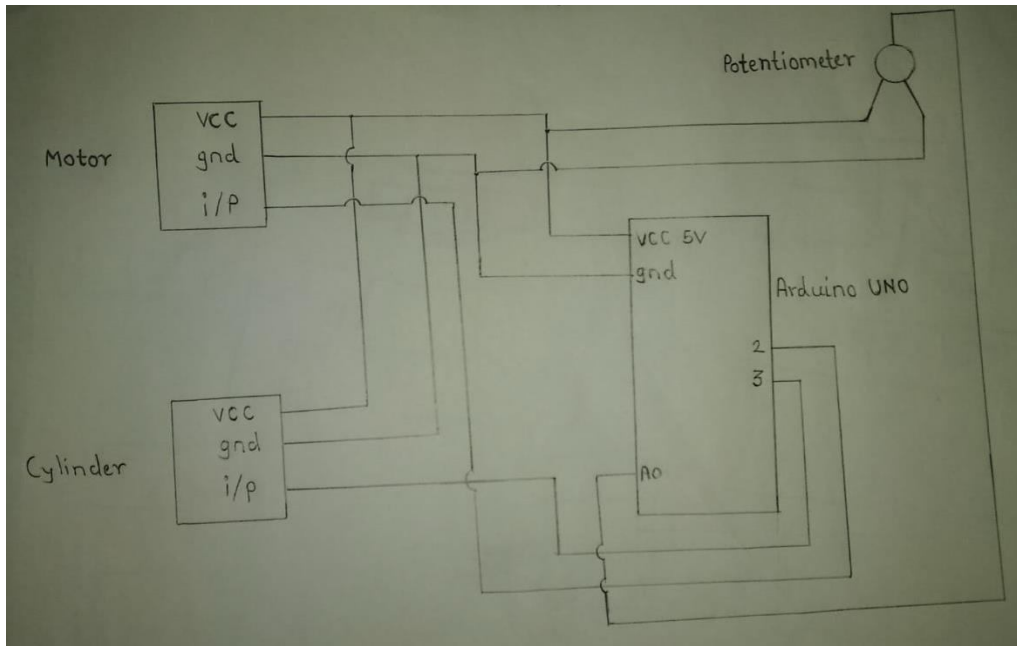 Potentiometer
Motor
VCC
gnd
i/P
VCC 5V
gnd
Arduino UNO
2
3
A0
Cylinder
VCC
gnd
i/p